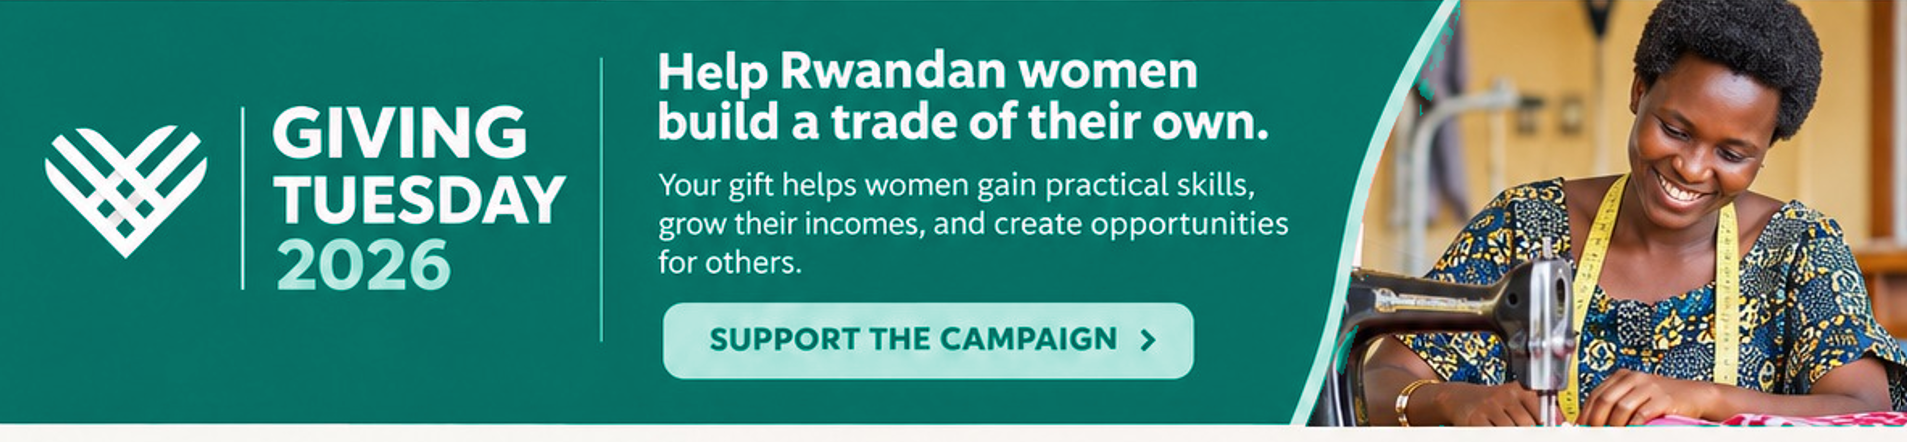 GIVING
TUESDAY
2026
Help Rwandan women
build a trade of their own.
Your gift helps women gain practical skills,
grow their incomes, and create opportunities
for others.
SUPPORT THE CAMPAIGN